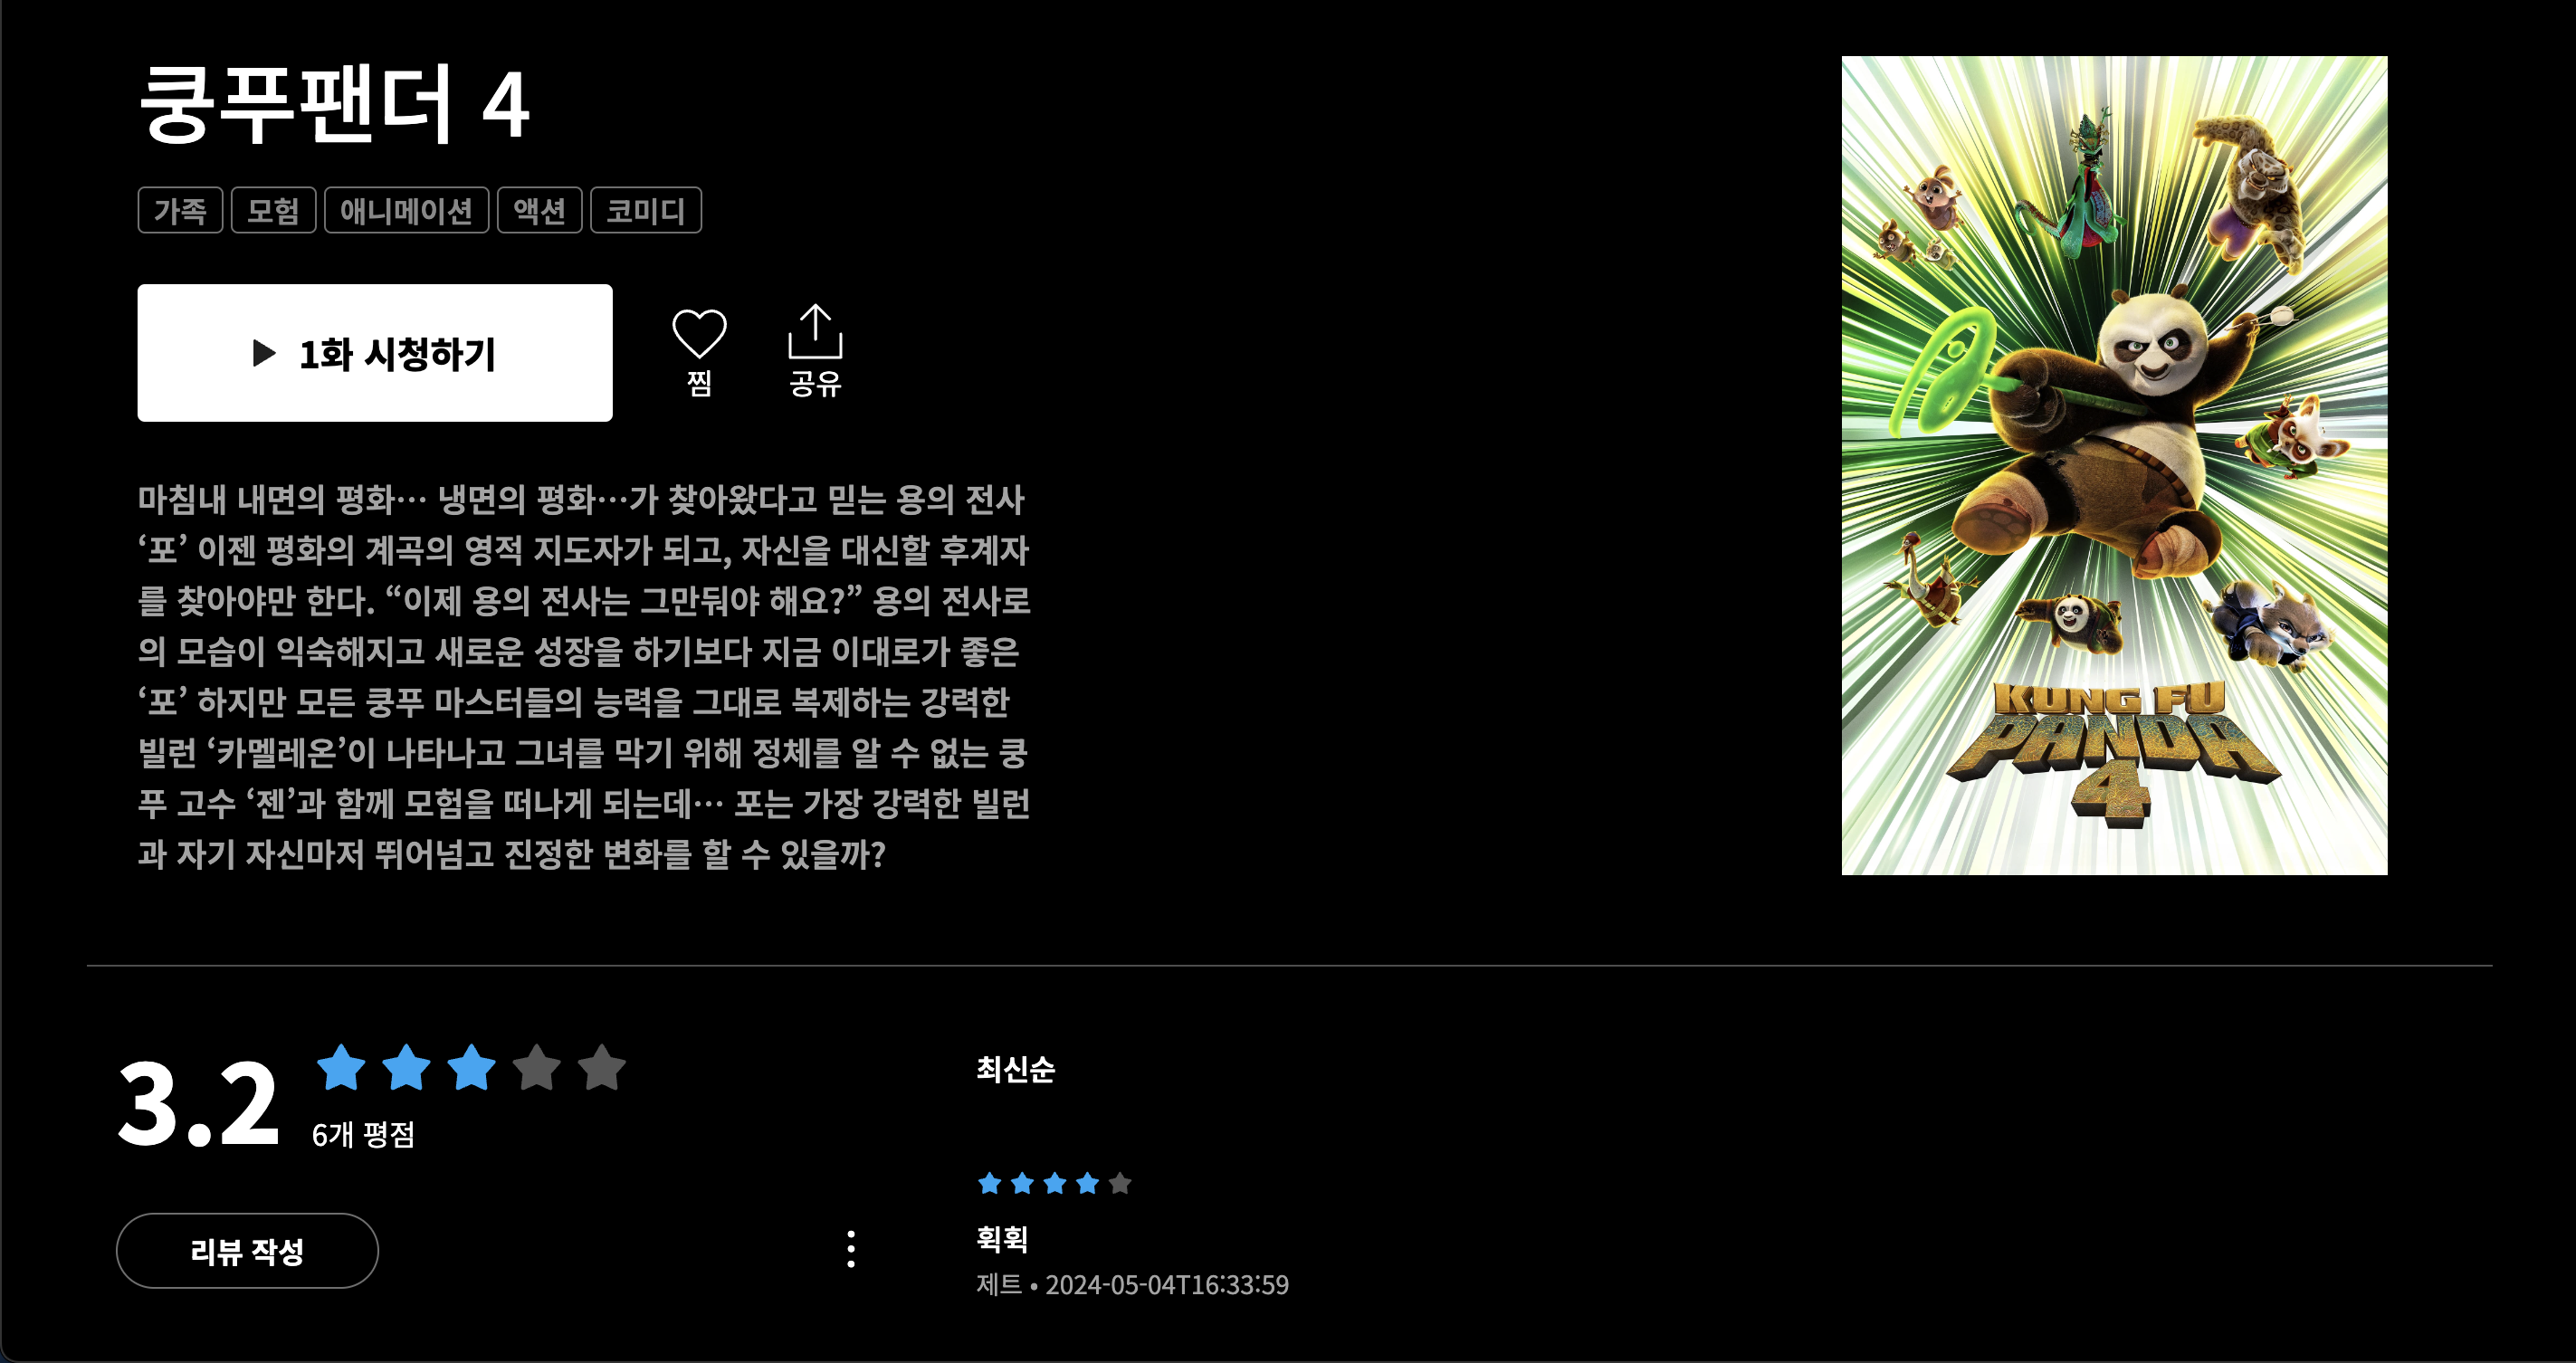 쿵푸팬더 4
가족 모험 애니메이션 액션 코미디
1화 시청하기
찜 공유
마침내 내면의 평화… 냉면의 평화…가 찾아왔다고 믿는 용의 전사
‘포’ 이젠 평화의 계곡의 영적 지도자가 되고, 자신을 대신할 후계자
를 찾아야만 한다. “이제 용의 전사는 그만둬야 해요?” 용의 전사로
의 모습이 익숙해지고 새로운 성장을 하기보다 지금 이대로가 좋은
‘포’ 하지만 모든 쿵푸 마스터들의 능력을 그대로 복제하는 강력한
빌런 ‘카멜레온’이 나타나고 그녀를 막기 위해 정체를 알 수 없는 쿵
푸 고수 ‘젠’과 함께 모험을 떠나게 되는데… 포는 가장 강력한 빌런
과 자기 자신마저 뛰어넘고 진정한 변화를 할 수 있을까?
KUNG FU
PANDA
4
3.2
6개 평점
리뷰 작성
최신순
휙휙
제트 • 2024-05-04T16:33:59